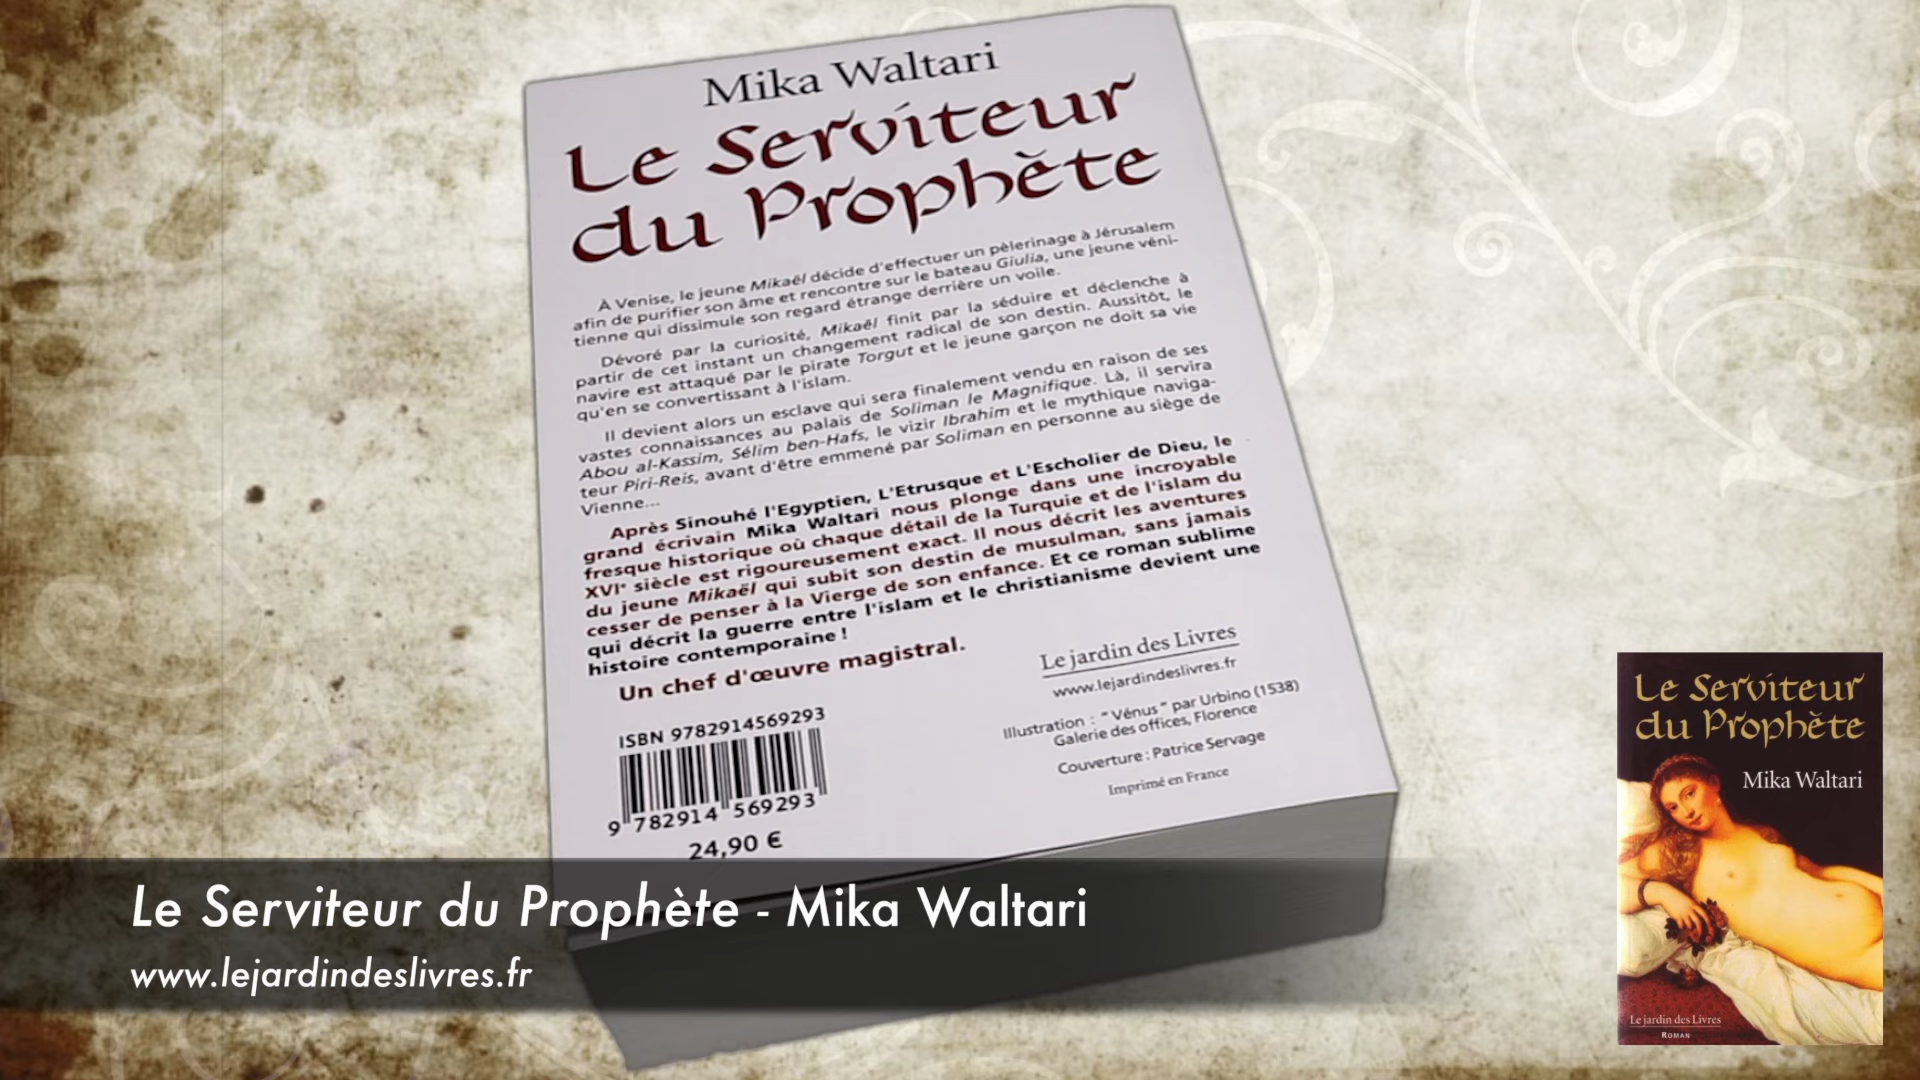 Mika Waltari
Le Serviteur
du Prophète
À Venise, le jeune Mikaël décide d'effectuer un pèlerinage à Jérusalem
afin de purifier son âme et rencontre sur le bateau Giulia, une jeune véni-
tienne qui dissimule son regard étrange derrière un voile.
Dévoré par la curiosité, Mikaël finit par la séduire et déclenche à
partir de cet instant un changement radical de son destin. Aussitôt, le
navire est attaqué par le pirate Torgut et le jeune garçon ne doit sa vie
qu'en se convertissant à l'islam.
Il devient alors un esclave qui sera finalement vendu en raison de ses
vastes connaissances au palais de Soliman le Magnifique. Là, il servira
Abou al-Kassim, Sélim ben-Hafs, le vizir Ibrahim et le mythique naviga-
teur Piri-Reis, avant d'être emmené par Soliman en personne au siège de
Vienne...
Après Sinouhé l'Egyptien, L'Etrusque et L'Escholier de Dieu, le
grand écrivain Mika Waltari nous plonge dans une incroyable
fresque historique où chaque détail de la Turquie et de l'islam du
XVIe siècle est rigoureusement exact. Il nous décrit les aventures
du jeune Mikaël qui subit son destin de musulman, sans jamais
cesser de penser à la Vierge de son enfance. Et ce roman sublime
qui décrit la guerre entre l'islam et le christianisme devient une
histoire contemporaine !
Un chef d'œuvre magistral.
ISBN 9782914569293
9 782914 569293
24,90 €
Le jardin des Livres
www.lejardindeslivres.fr
Illustration : " Vénus " par Urbino (1538)
Galerie des offices, Florence
Couverture : Patrice Servage
Imprimé en France
Le Serviteur du Prophète - Mika Waltari
www.lejardindeslivres.fr
Le Serviteur
du Prophète
Mika Waltari
Le jardin des Livres
Roman